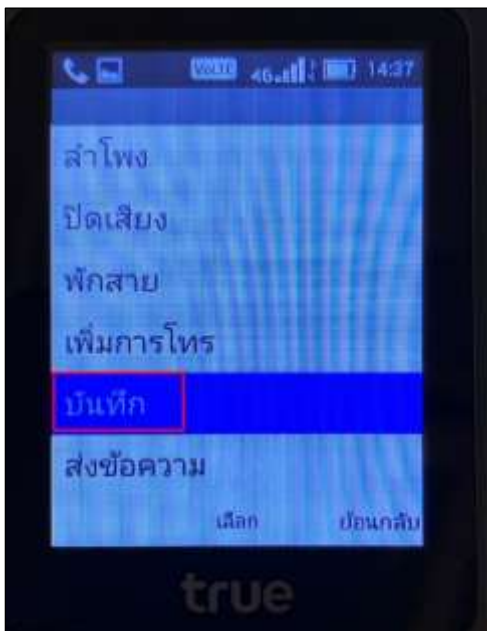 VoLTE 4G 14:37
ลำโพง
ปิดเสียง
พักสาย
เพิ่มการโทร
บันทึก
ส่งข้อความ
เลือก ย้อนกลับ
true